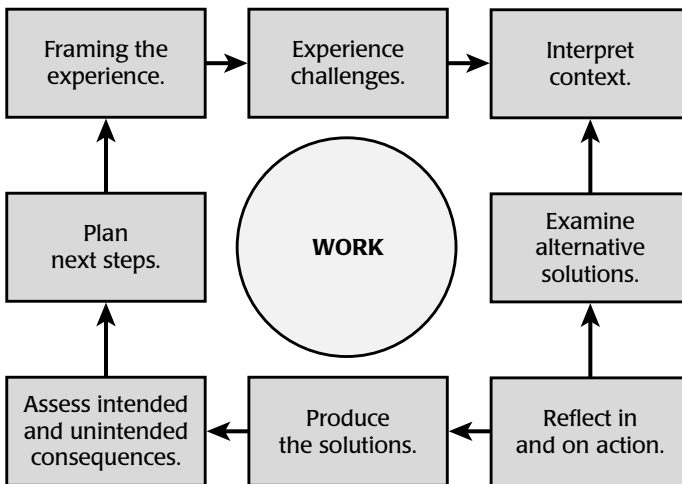 Framing the
experience.
Experience
challenges.
Interpret
context.
Plan
next steps.
WORK
Examine
alternative
solutions.
Assess intended
and unintended
consequences.
Produce
the solutions.
Reflect in
and on action.